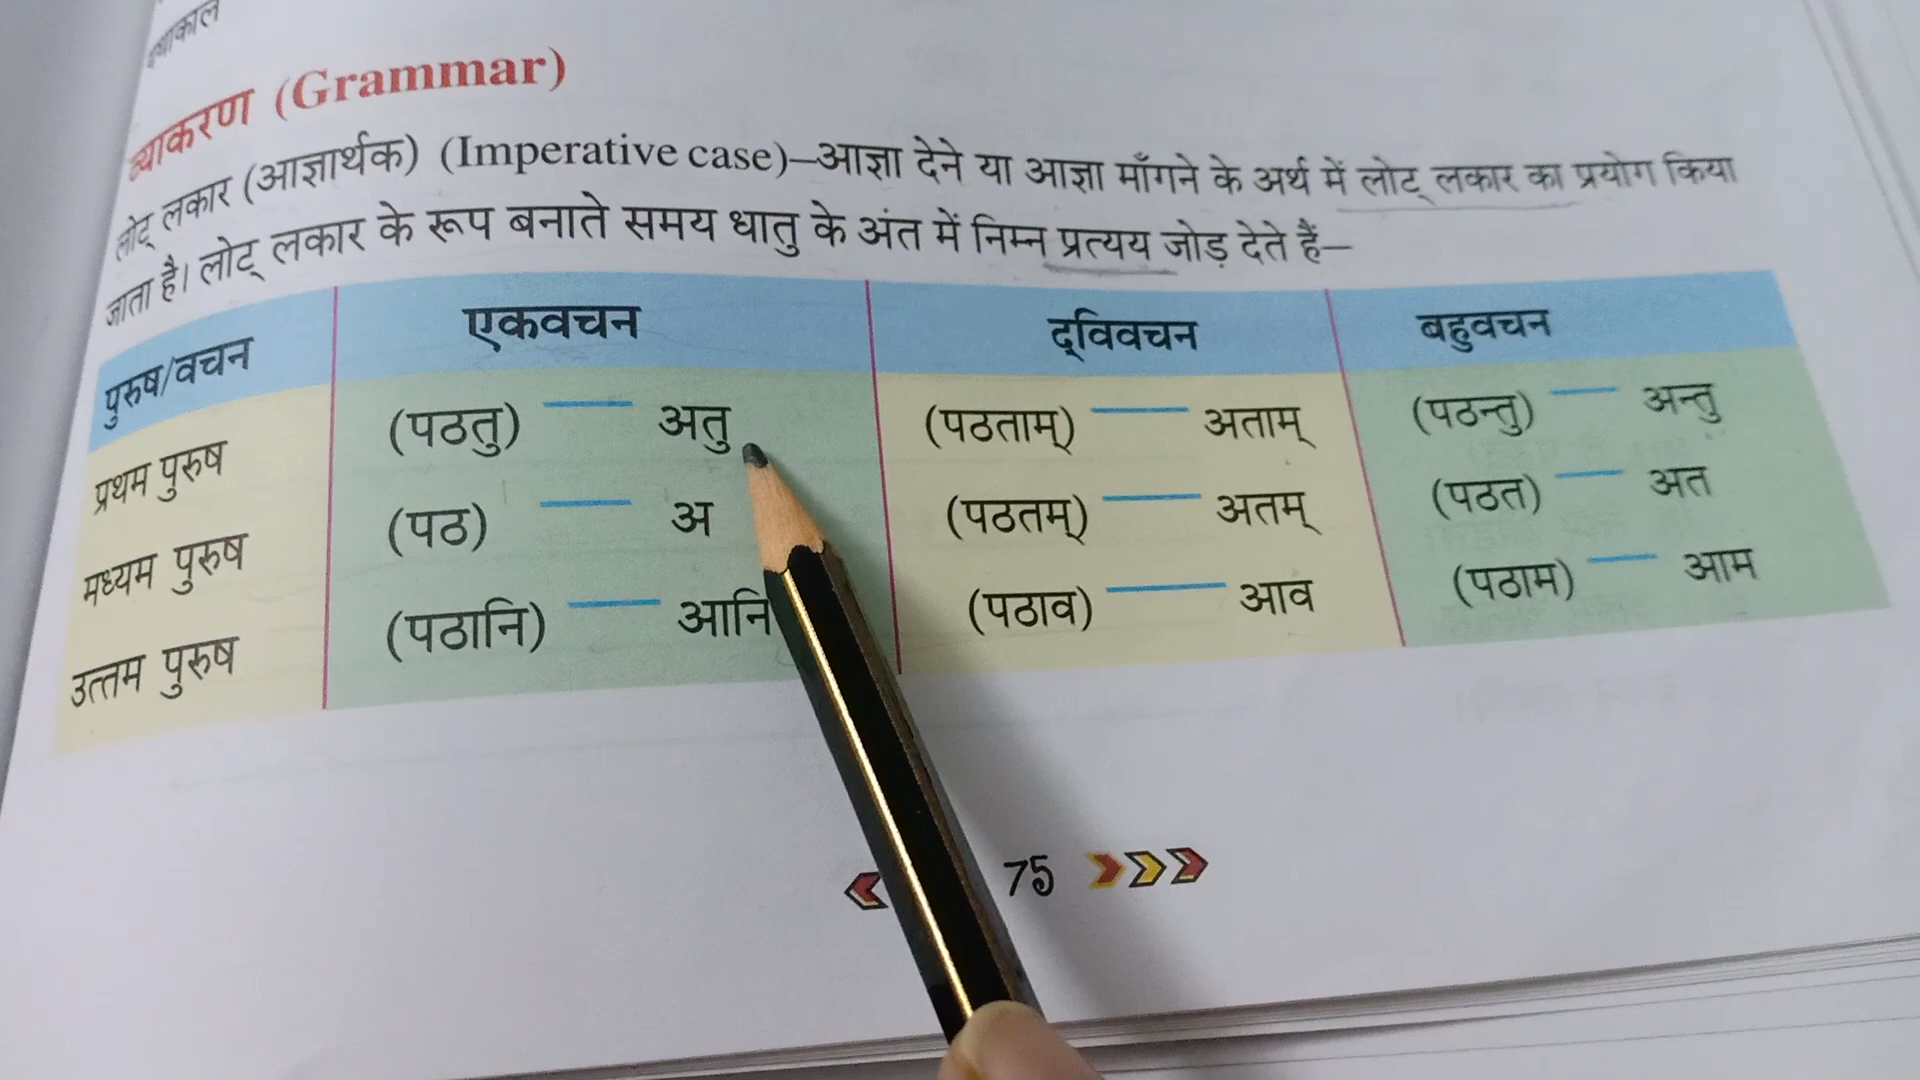 यथाकाल
व्याकरण (Grammar)
लोट् लकार (आज्ञार्थक) (Imperative case)–आज्ञा देने या आज्ञा माँगने के अर्थ में लोट् लकार का प्रयोग किया
जाता है। लोट् लकार के रूप बनाते समय धातु के अंत में निम्न प्रत्यय जोड़ देते हैं–
पुरुष/वचन एकवचन द्विवचन बहुवचन
प्रथम पुरुष (पठतु) — अतु (पठताम्) — अताम् (पठन्तु) — अन्तु
मध्यम पुरुष (पठ) — अ (पठतम्) — अतम् (पठत) — अत
उत्तम पुरुष (पठानि) — आनि (पठाव) — आव (पठाम) — आम
75